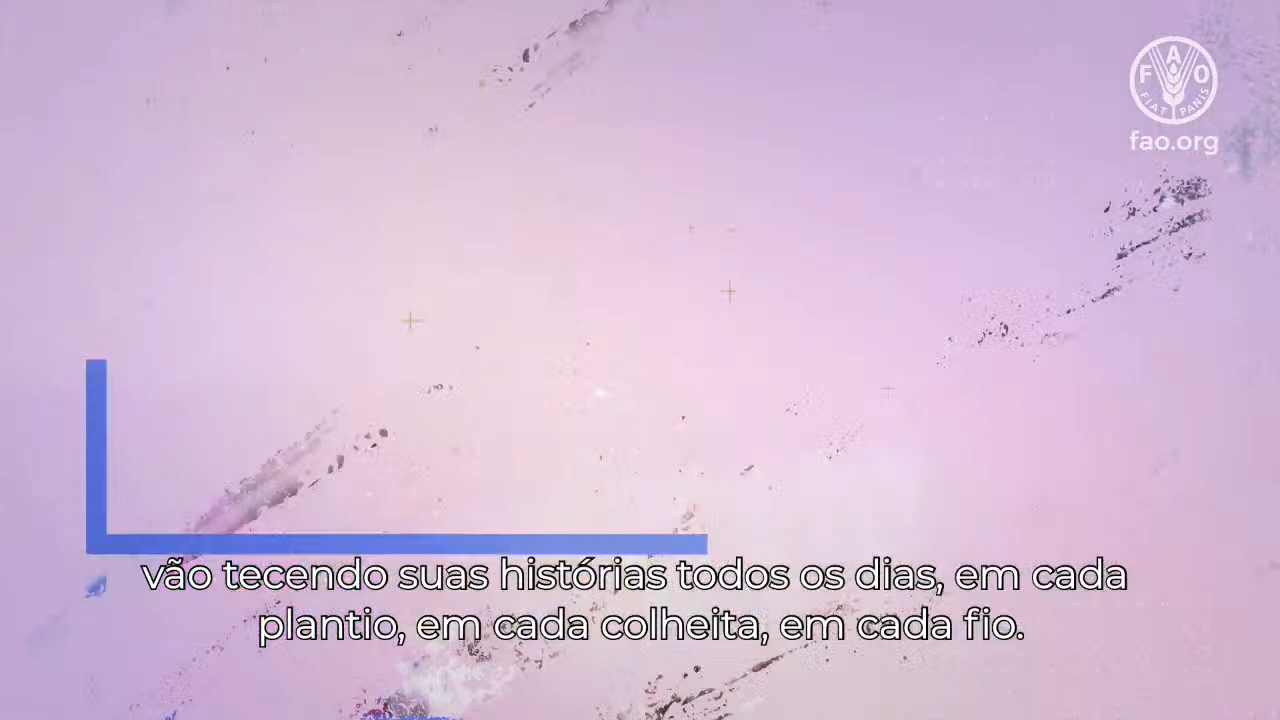 F A O
FIAT PANIS
fao.org
vão tecendo suas histórias todos os dias, em cada
plantio, em cada colheita, em cada fio.